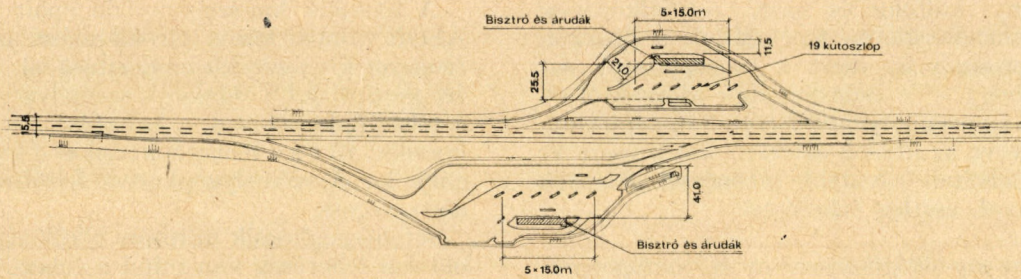 5×15.0m
Bisztró és árudák
11.5
19 kútoszlop
21.0
25.5
15.5
41.0
Bisztró és árudák
5×15.0m